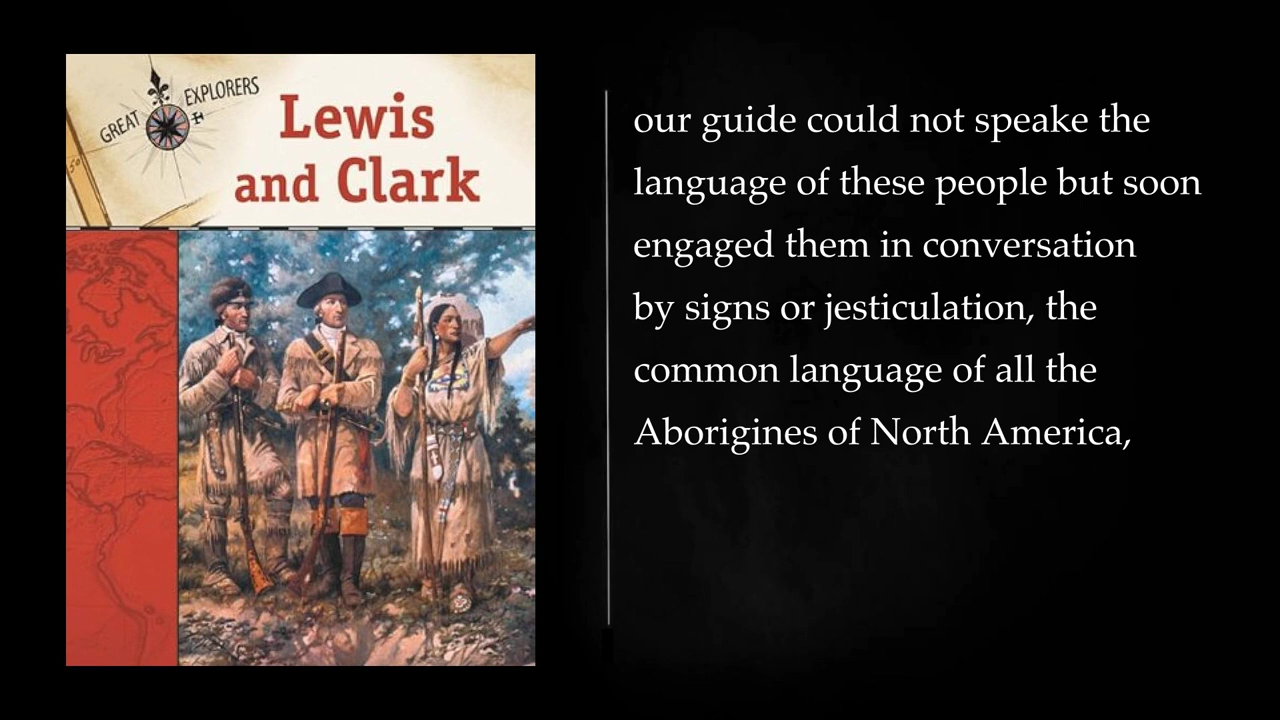 GREAT EXPLORERS
Lewis
and Clark
our guide could not speake the
language of these people but soon
engaged them in conversation
by signs or jesticulation, the
common language of all the
Aborigines of North America,